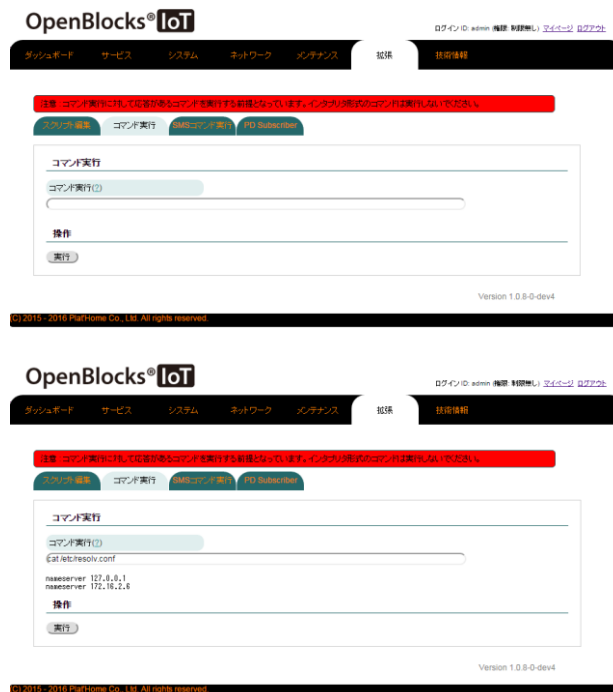 OpenBlocks® IoT
ログイン ID: admin (権限: 制限無し) マイページ ログアウト
ダッシュボード サービス システム ネットワーク メンテナンス 拡張 技術情報
注意：コマンド実行に対して応答があるコマンドを実行する前提となっています。インタプリタ形式のコマンドは実行しないでください。
スクリプト編集 コマンド実行 SMSコマンド実行 PD Subscriber
コマンド実行
コマンド実行(?)
操作
実行
Version 1.0.8-0-dev4
(C) 2015 - 2016 Plat'Home Co., Ltd. All rights reserved.
OpenBlocks® IoT
ログイン ID: admin (権限: 制限無し) マイページ ログアウト
ダッシュボード サービス システム ネットワーク メンテナンス 拡張 技術情報
注意：コマンド実行に対して応答があるコマンドを実行する前提となっています。インタプリタ形式のコマンドは実行しないでください。
スクリプト編集 コマンド実行 SMSコマンド実行 PD Subscriber
コマンド実行
コマンド実行(?)
cat /etc/resolv.conf
nameserver 127.0.0.1
nameserver 172.16.2.6
操作
実行
Version 1.0.8-0-dev4
(C) 2015 - 2016 Plat'Home Co., Ltd. All rights reserved.